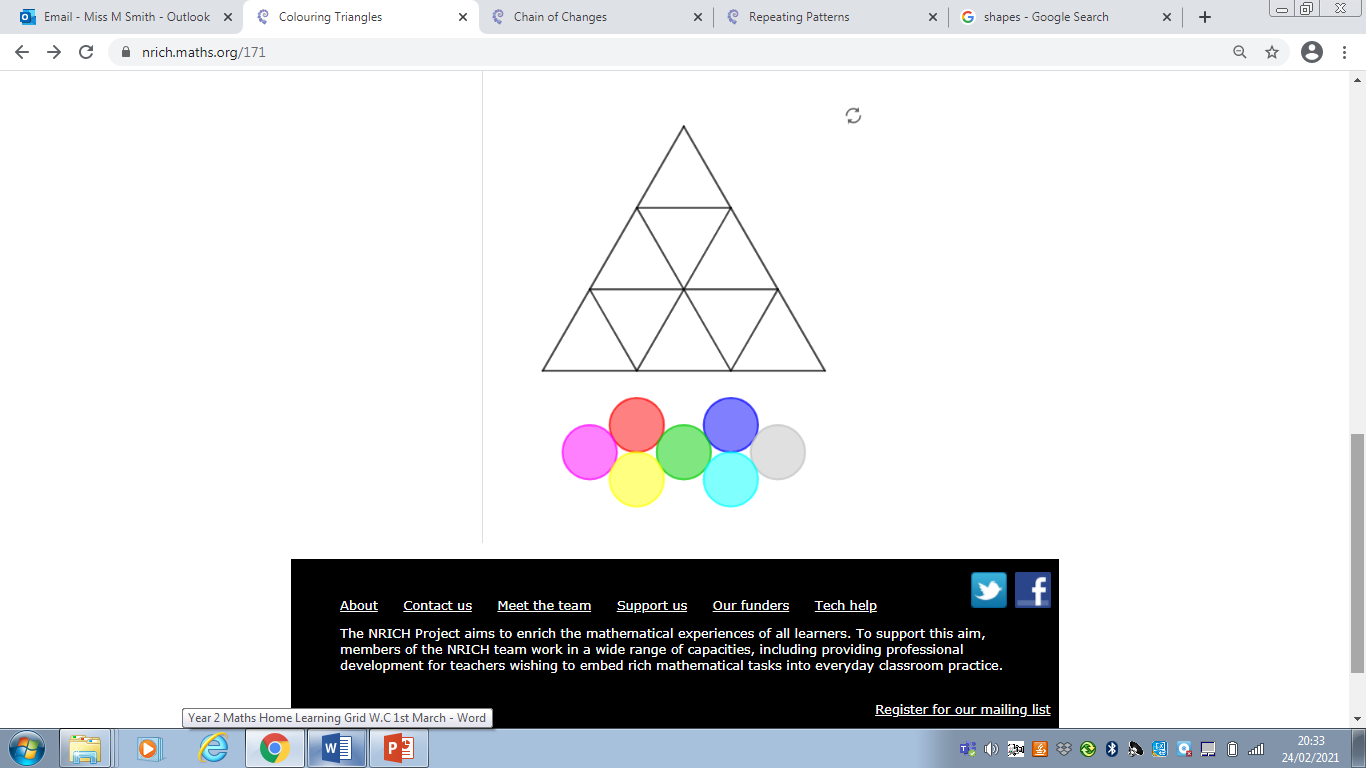 Email - Miss M Smith - Outlook
Colouring Triangles
Chain of Changes
Repeating Patterns
shapes - Google Search
nrich.maths.org/171
About Contact us Meet the team Support us Our funders Tech help
The NRICH Project aims to enrich the mathematical experiences of all learners. To support this aim,
members of the NRICH team work in a wide range of capacities, including providing professional
development for teachers wishing to embed rich mathematical tasks into everyday classroom practice.
Register for our mailing list
Year 2 Maths Home Learning Grid W.C 1st March - Word
20:33
24/02/2021